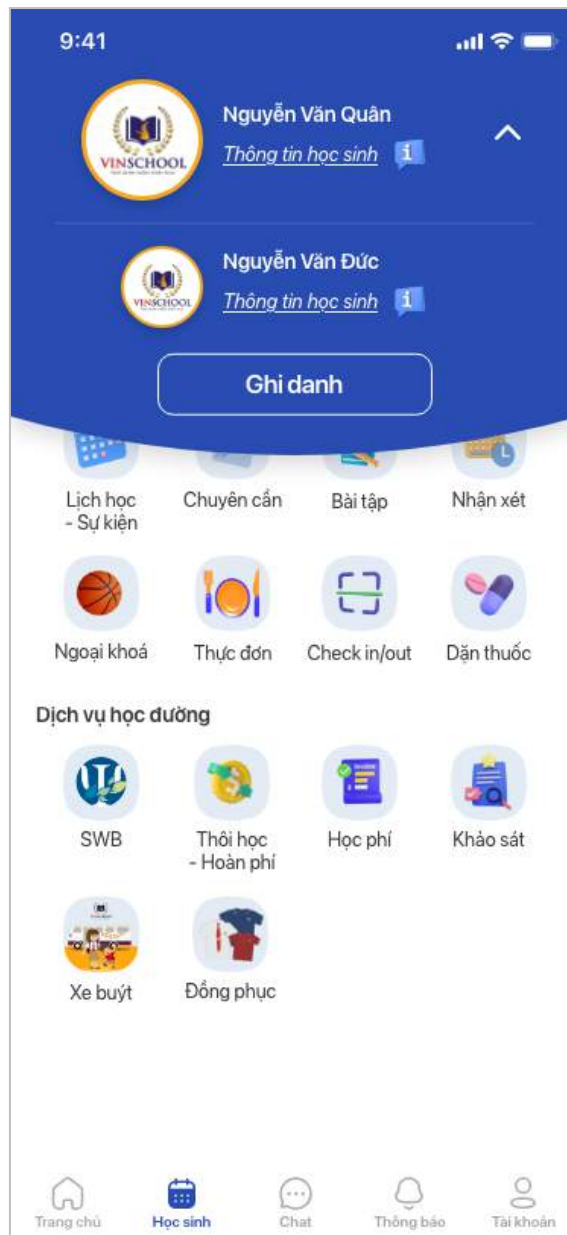 9:41
Nguyễn Văn Quân
Thông tin học sinh
VINSCHOOL
Nguyễn Văn Đức
Thông tin học sinh
VINSCHOOL
Ghi danh
Lịch học
- Sự kiện
Chuyên cần
Bài tập
Nhận xét
Ngoại khoá
Thực đơn
Check in/out
Dặn thuốc
Dịch vụ học đường
SWB
Thôi học
- Hoàn phí
Học phí
Khảo sát
Xe buýt
Đồng phục
Trang chủ
Học sinh
Chat
Thông báo
Tài khoản